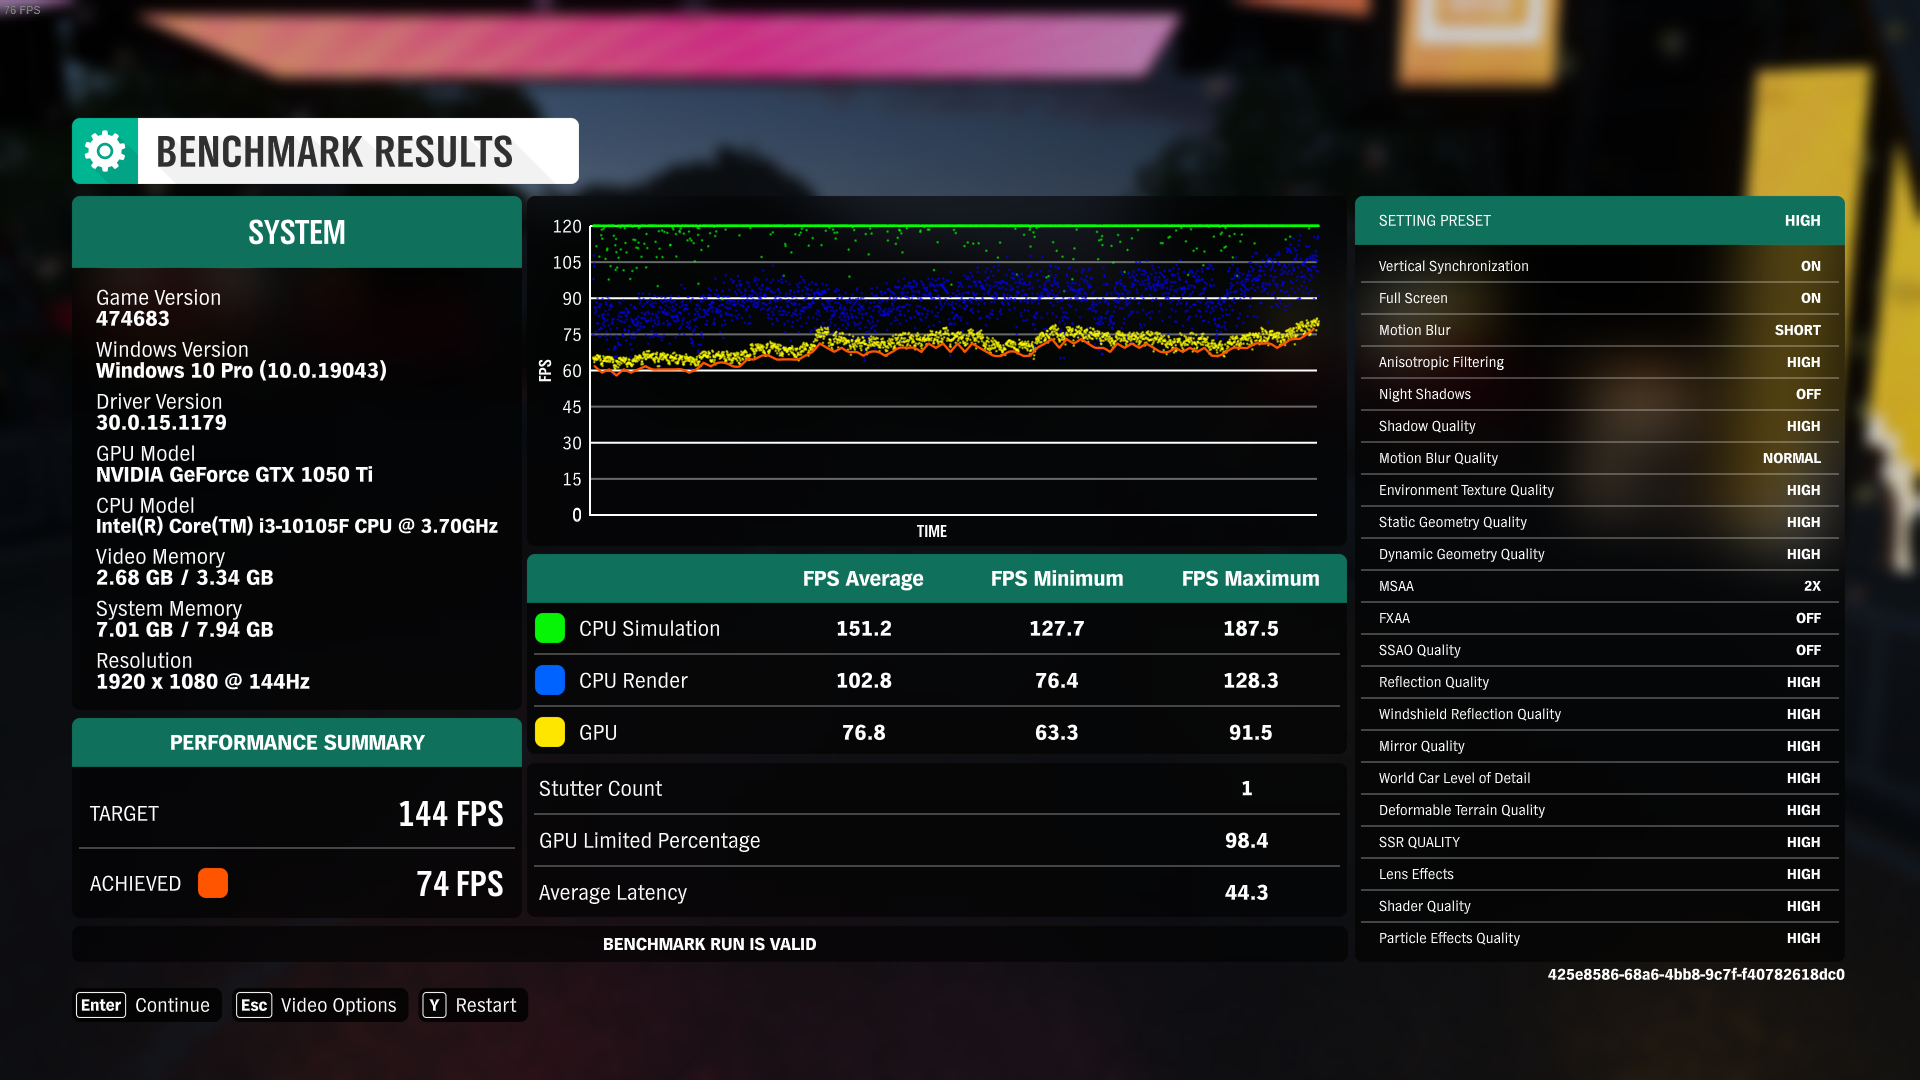 76 FPS
BENCHMARK RESULTS
SYSTEM
Game Version
474683
Windows Version
Windows 10 Pro (10.0.19043)
Driver Version
30.0.15.1179
GPU Model
NVIDIA GeForce GTX 1050 Ti
CPU Model
Intel(R) Core(TM) i3-10105F CPU @ 3.70GHz
Video Memory
2.68 GB / 3.34 GB
System Memory
7.01 GB / 7.94 GB
Resolution
1920 x 1080 @ 144Hz
PERFORMANCE SUMMARY
TARGET 144 FPS
ACHIEVED 74 FPS
120
105
90
75
60
45
30
15
0
FPS
TIME
FPS Average FPS Minimum FPS Maximum
CPU Simulation 151.2 127.7 187.5
CPU Render 102.8 76.4 128.3
GPU 76.8 63.3 91.5
Stutter Count 1
GPU Limited Percentage 98.4
Average Latency 44.3
BENCHMARK RUN IS VALID
SETTING PRESET HIGH
Vertical Synchronization ON
Full Screen ON
Motion Blur SHORT
Anisotropic Filtering HIGH
Night Shadows OFF
Shadow Quality HIGH
Motion Blur Quality NORMAL
Environment Texture Quality HIGH
Static Geometry Quality HIGH
Dynamic Geometry Quality HIGH
MSAA 2X
FXAA OFF
SSAO Quality OFF
Reflection Quality HIGH
Windshield Reflection Quality HIGH
Mirror Quality HIGH
World Car Level of Detail HIGH
Deformable Terrain Quality HIGH
SSR QUALITY HIGH
Lens Effects HIGH
Shader Quality HIGH
Particle Effects Quality HIGH
425e8586-68a6-4bb8-9c7f-f40782618dc0
Enter Continue Esc Video Options Y Restart